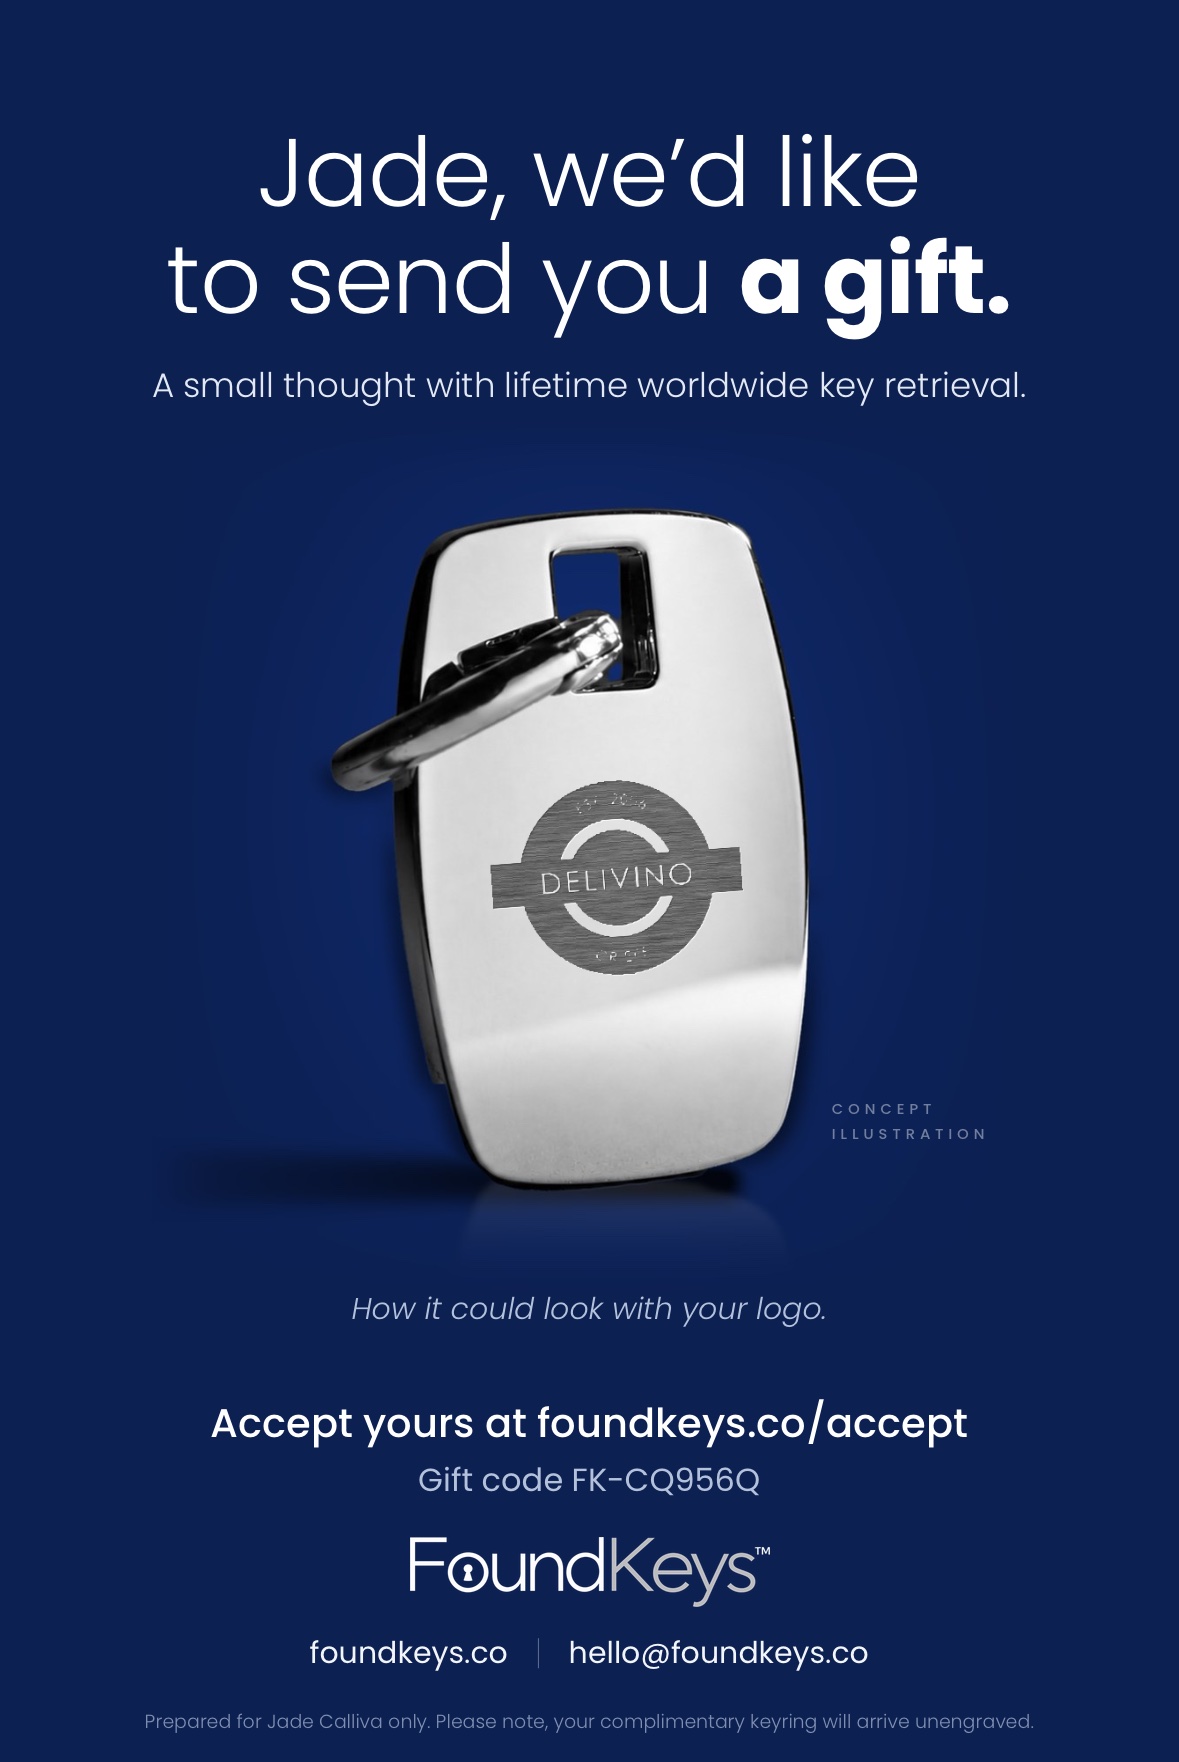 Jade, we’d like
to send you a gift.
A small thought with lifetime worldwide key retrieval.
DELIVINO
CONCEPT
ILLUSTRATION
How it could look with your logo.
Accept yours at foundkeys.co/accept
Gift code FK-CQ956Q
FoundKeys™
foundkeys.co | hello@foundkeys.co
Prepared for Jade Calliva only. Please note, your complimentary keyring will arrive unengraved.